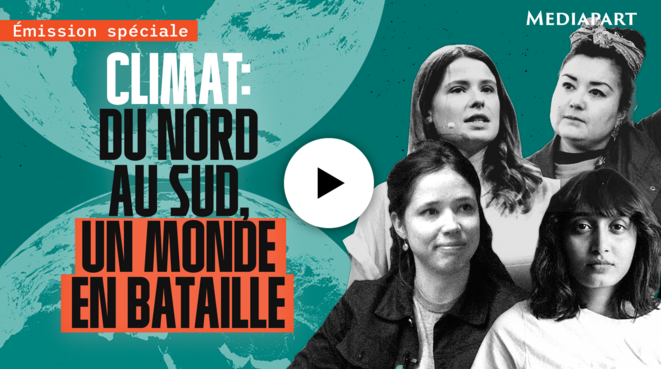 Émission spéciale
MEDIAPART
CLIMAT:
DU NORD
AU SUD,
UN MONDE
EN BATAILLE